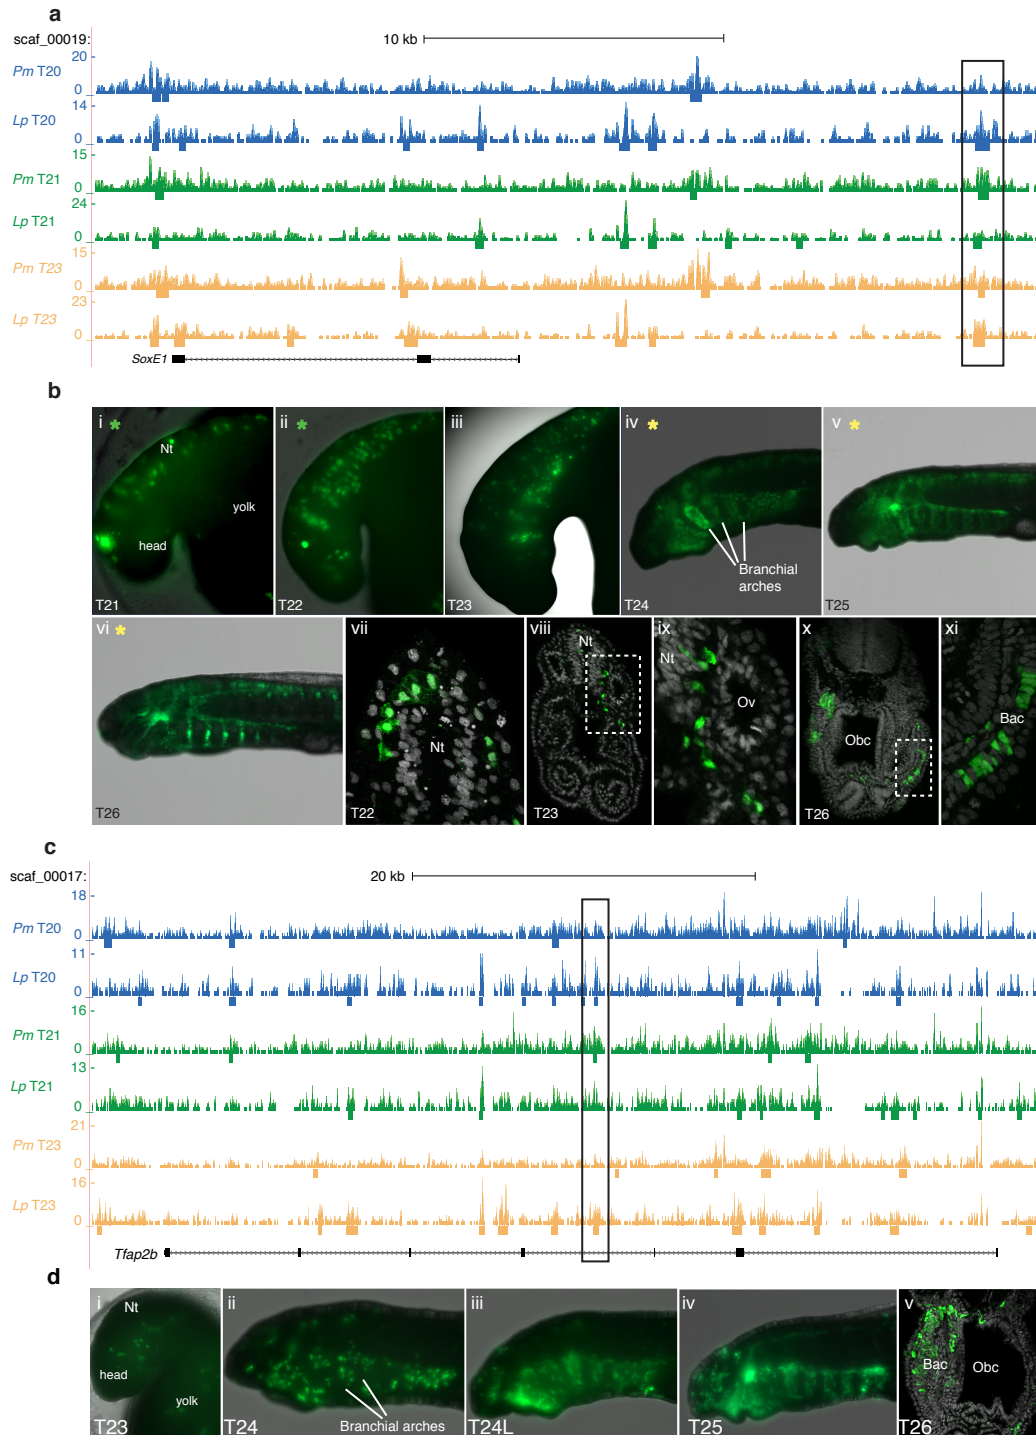 a
scaf_00019:
10 kb
20
Pm T20
0
14
Lp T20
0
15
Pm T21
0
24
Lp T21
0
15
Pm T23
0
23
Lp T23
0
SoxE1
b
i *
Nt
yolk
head
T21
ii *
T22
iii
T23
iv *
Branchial
arches
T24
v *
T25
vi *
T26
vii
Nt
T22
viii
Nt
T23
ix
Nt
Ov
x
Obc
T26
xi
Bac
c
scaf_00017:
20 kb
18
Pm T20
0
11
Lp T20
0
16
Pm T21
0
13
Lp T21
0
21
Pm T23
0
16
Lp T23
0
Tfap2b
d
i
Nt
head
yolk
T23
ii
Branchial arches
T24
iii
T24L
iv
T25
v
Bac
Obc
T26